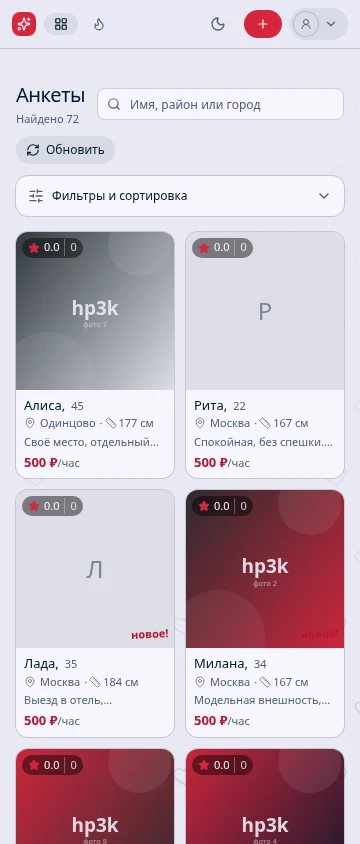 Анкеты
Найдено 72
Имя, район или город
Обновить
Фильтры и сортировка
0.0 0
hp3k
фото 7
Алиса, 45
Одинцово · 177 см
Своё место, отдельный...
500 ₽/час
0.0 0
Р
Рита, 22
Москва · 167 см
Спокойная, без спешки....
500 ₽/час
0.0 0
Л
новое!
Лада, 35
Москва · 184 см
Выезд в отель,...
500 ₽/час
0.0 0
hp3k
фото 2
новое!
Милана, 34
Москва · 167 см
Модельная внешность,...
500 ₽/час
0.0 0
hp3k
фото 8
0.0 0
hp3k
фото 4